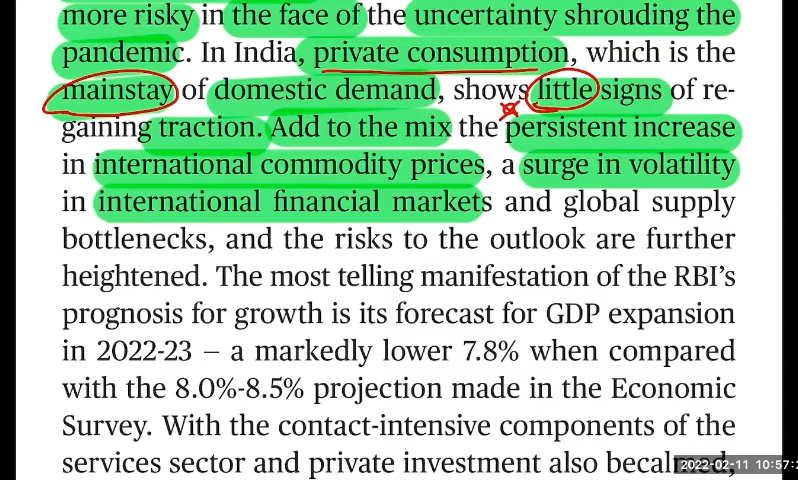 more risky in the face of the uncertainty shrouding the
pandemic. In India, private consumption, which is the
mainstay of domestic demand, shows little signs of re-
gaining traction. Add to the mix the persistent increase
in international commodity prices, a surge in volatility
in international financial markets and global supply
bottlenecks, and the risks to the outlook are further
heightened. The most telling manifestation of the RBI’s
prognosis for growth is its forecast for GDP expansion
in 2022-23 — a markedly lower 7.8% when compared
with the 8.0%-8.5% projection made in the Economic
Survey. With the contact-intensive components of the
services sector and private investment also becalmed,
2022-02-11 10:57:2